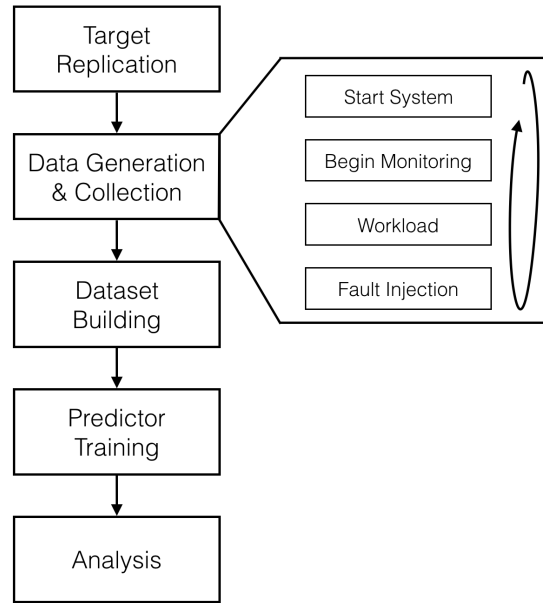 Target
Replication
Data Generation
& Collection
Dataset
Building
Predictor
Training
Analysis
Start System
Begin Monitoring
Workload
Fault Injection